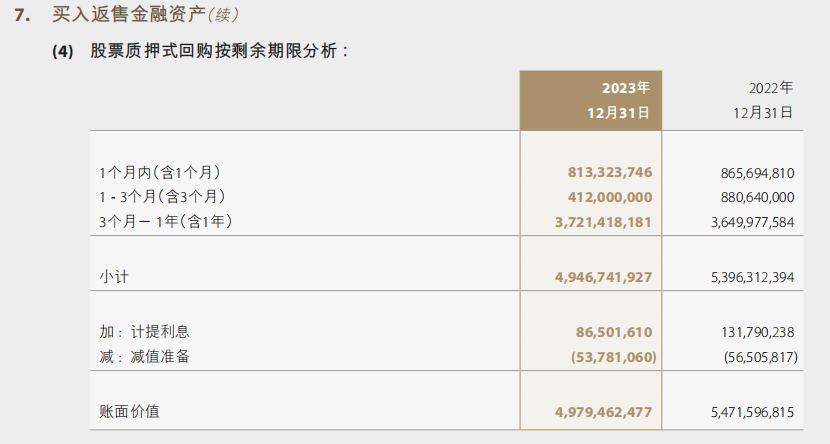 7. 买入返售金融资产(续)
(4) 股票质押式回购按剩余期限分析：
2023年 2022年
12月31日 12月31日
1个月内(含1个月) 813,323,746 865,694,810
1 - 3个月(含3个月) 412,000,000 880,640,000
3个月－1年(含1年) 3,721,418,181 3,649,977,584
小计 4,946,741,927 5,396,312,394
加：计提利息 86,501,610 131,790,238
减：减值准备 (53,781,060) (56,505,817)
账面价值 4,979,462,477 5,471,596,815